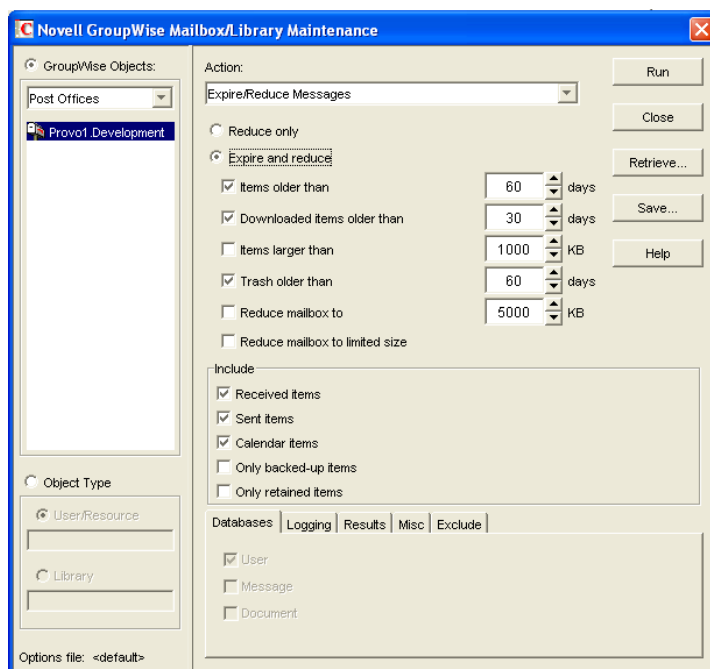 Novell GroupWise Mailbox/Library Maintenance
GroupWise Objects:
Post Offices
Provo1.Development
Object Type
User/Resource
Library
Options file: <default>
Action:
Expire/Reduce Messages
Reduce only
Expire and reduce
Items older than 60 days
Downloaded items older than 30 days
Items larger than 1000 KB
Trash older than 60 days
Reduce mailbox to 5000 KB
Reduce mailbox to limited size
Include
Received items
Sent items
Calendar items
Only backed-up items
Only retained items
Databases Logging Results Misc Exclude
User
Message
Document
Run
Close
Retrieve...
Save...
Help